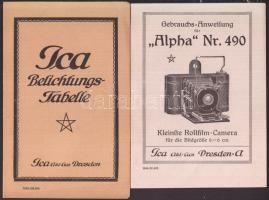 Ica
Belichtungs-
Tabelle
Ica Akt.-Ges. Dresden.
Gebrauchs-Anweisung
für
„Alpha“ Nr. 490
Kleinste Rollfilm-Camera
für die Bildgröße 6×6 cm
Ica Akt.-Ges. Dresden-A